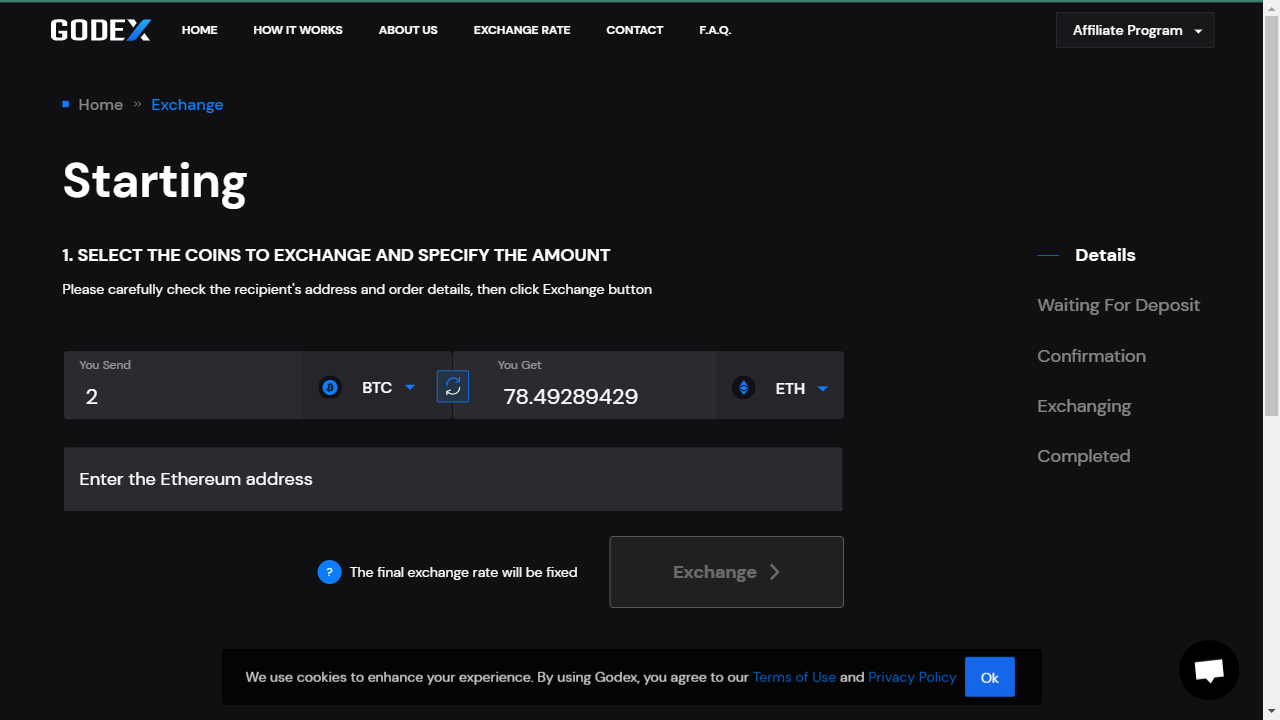 GODEX HOME HOW IT WORKS ABOUT US EXCHANGE RATE CONTACT F.A.Q. Affiliate Program
Home » Exchange
Starting
1. SELECT THE COINS TO EXCHANGE AND SPECIFY THE AMOUNT
Please carefully check the recipient's address and order details, then click Exchange button
You Send
2
BTC
You Get
78.49289429
ETH
Enter the Ethereum address
? The final exchange rate will be fixed
Exchange
Details
Waiting For Deposit
Confirmation
Exchanging
Completed
We use cookies to enhance your experience. By using Godex, you agree to our Terms of Use and Privacy Policy Ok